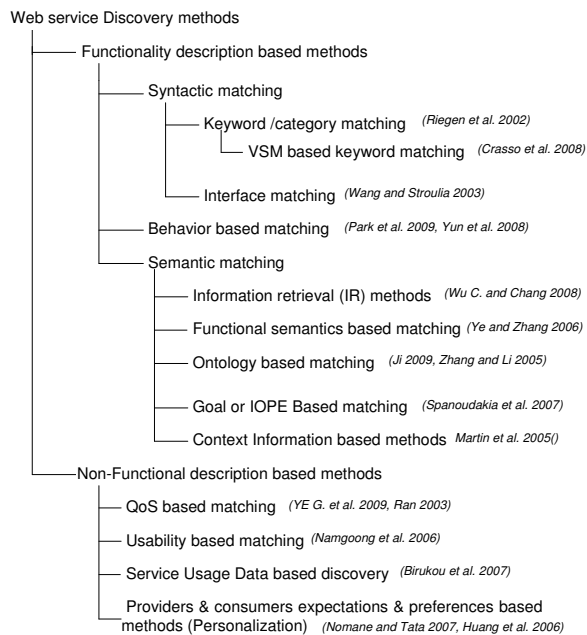 Web service Discovery methods
Functionality description based methods
Syntactic matching
Keyword /category matching (Riegen et al. 2002)
VSM based keyword matching (Crasso et al. 2008)
Interface matching (Wang and Stroulia 2003)
Behavior based matching (Park et al. 2009, Yun et al. 2008)
Semantic matching
Information retrieval (IR) methods (Wu C. and Chang 2008)
Functional semantics based matching (Ye and Zhang 2006)
Ontology based matching (Ji 2009, Zhang and Li 2005)
Goal or IOPE Based matching (Spanoudakia et al. 2007)
Context Information based methods Martin et al. 2005()
Non-Functional description based methods
QoS based matching (YE G. et al. 2009, Ran 2003)
Usability based matching (Namgoong et al. 2006)
Service Usage Data based discovery (Birukou et al. 2007)
Providers & consumers expectations & preferences based
methods (Personalization) (Nomane and Tata 2007, Huang et al. 2006)